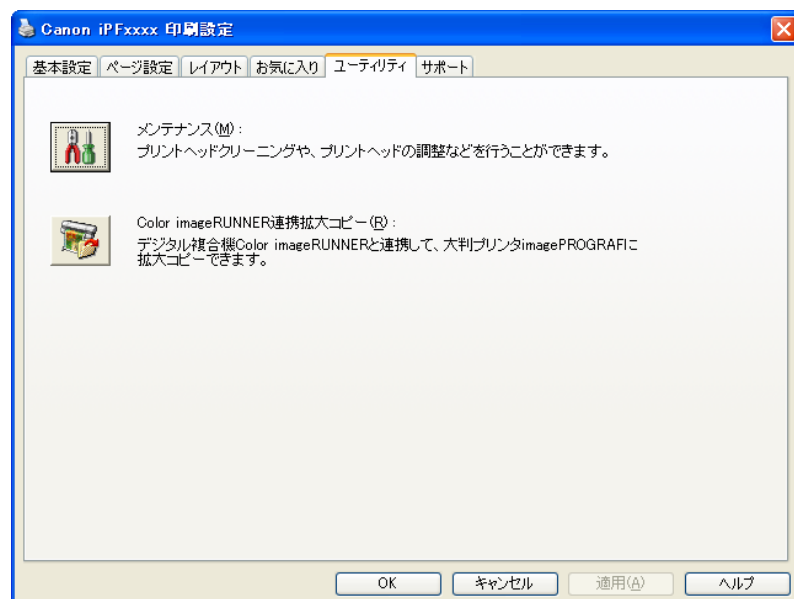 Canon iPFxxxx 印刷設定
基本設定 ページ設定 レイアウト お気に入り ユーティリティ サポート
メンテナンス(M) :
プリントヘッドクリーニングや、プリントヘッドの調整などを行うことができます。
Color imageRUNNER連携拡大コピー(R) :
デジタル複合機Color imageRUNNERと連携して、大判プリンタimagePROGRAFに
拡大コピーできます。
OK キャンセル 適用(A) ヘルプ